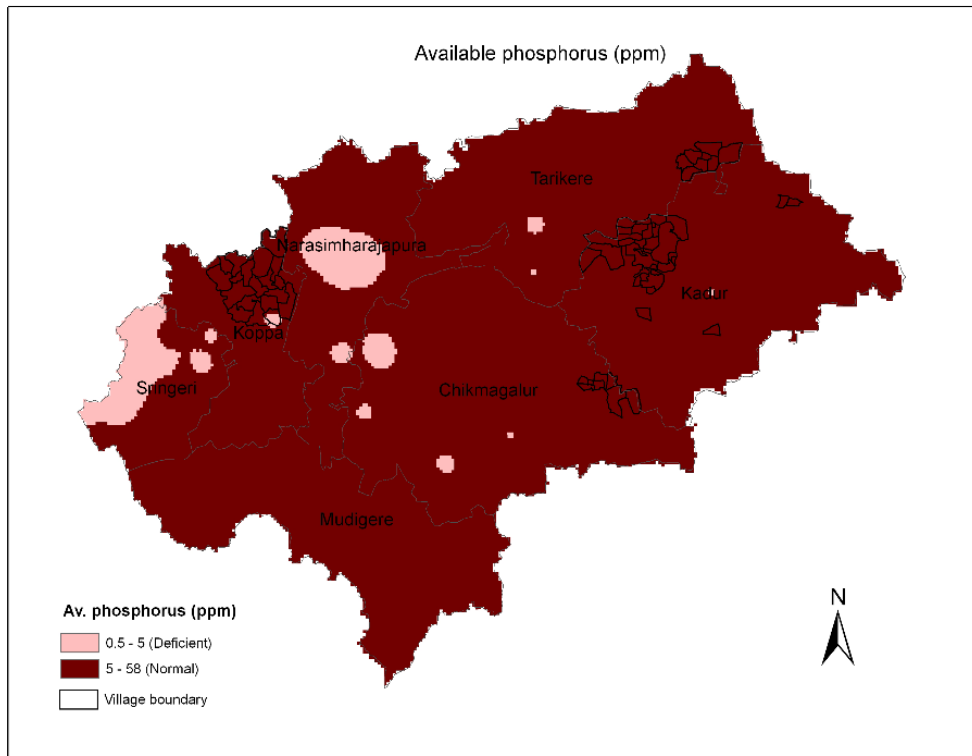 Available phosphorus (ppm)
Tarikere
Narasimharajapura
Kadur
Koppa
Sringeri
Chikmagalur
Mudigere
Av. phosphorus (ppm)
0.5 - 5 (Deficient)
5 - 58 (Normal)
Village boundary
N